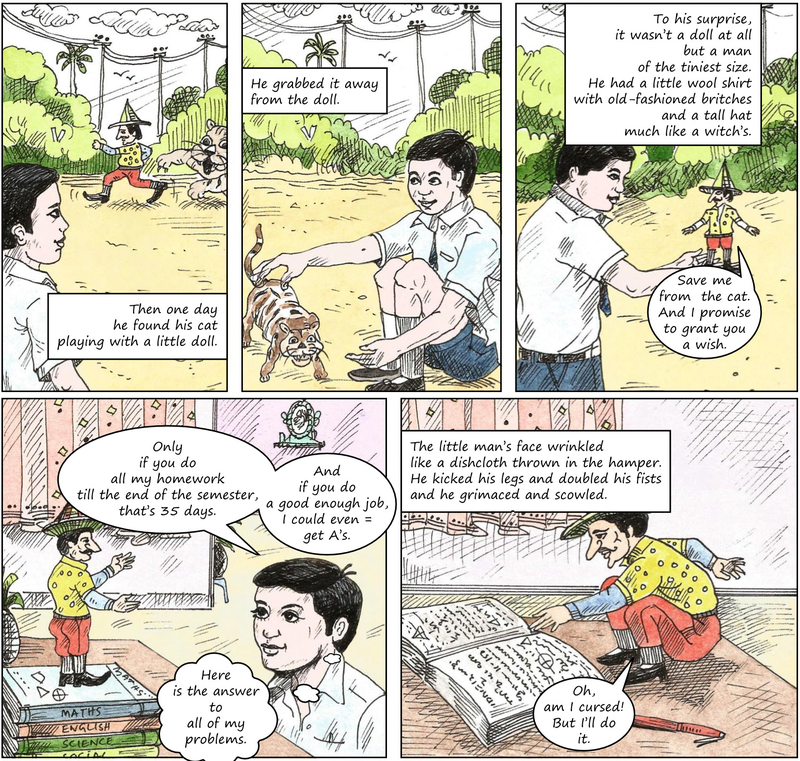 Then one day
he found his cat
playing with a little doll.
He grabbed it away
from the doll.
To his surprise,
it wasn't a doll at all
but a man
of the tiniest size.
He had a little wool shirt
with old-fashioned britches
and a tall hat
much like a witch's.
Save me
from the cat.
And I promise
to grant you
a wish.
Only
if you do
all my homework
till the end of the semester,
that's 35 days.
And
if you do
a good enough job,
I could even =
get A's.
Here
is the answer
to
all of my
problems.
MATHS
ENGLISH
SCIENCE
SOCIAL
The little man's face wrinkled
like a dishcloth thrown in the hamper.
He kicked his legs and doubled his fists
and he grimaced and scowled.
Oh,
am I cursed!
But I'll do
it.